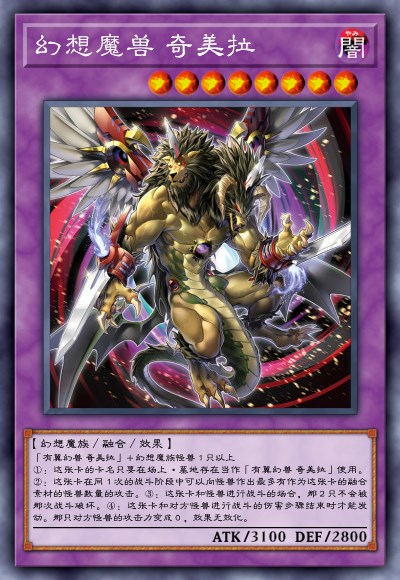 幻想魔兽 奇美拉
やみ
闇
【幻想魔族/融合/效果】
「有翼幻兽 奇美拉」+幻想魔族怪兽1只以上
①：这张卡的卡名只要在场上·墓地存在当作「有翼幻兽 奇美拉」使用。
②：这张卡在同1次的战斗阶段中可以向怪兽作出最多有作为这张卡的融合
素材的怪兽数量的攻击。③：这张卡和怪兽进行战斗的场合，那2只不会被
那次战斗破坏。④：这张卡和对方怪兽进行战斗的伤害步骤结束时才能发
动。那只对方怪兽的攻击力变成0，效果无效化。
ATK/3100 DEF/2800